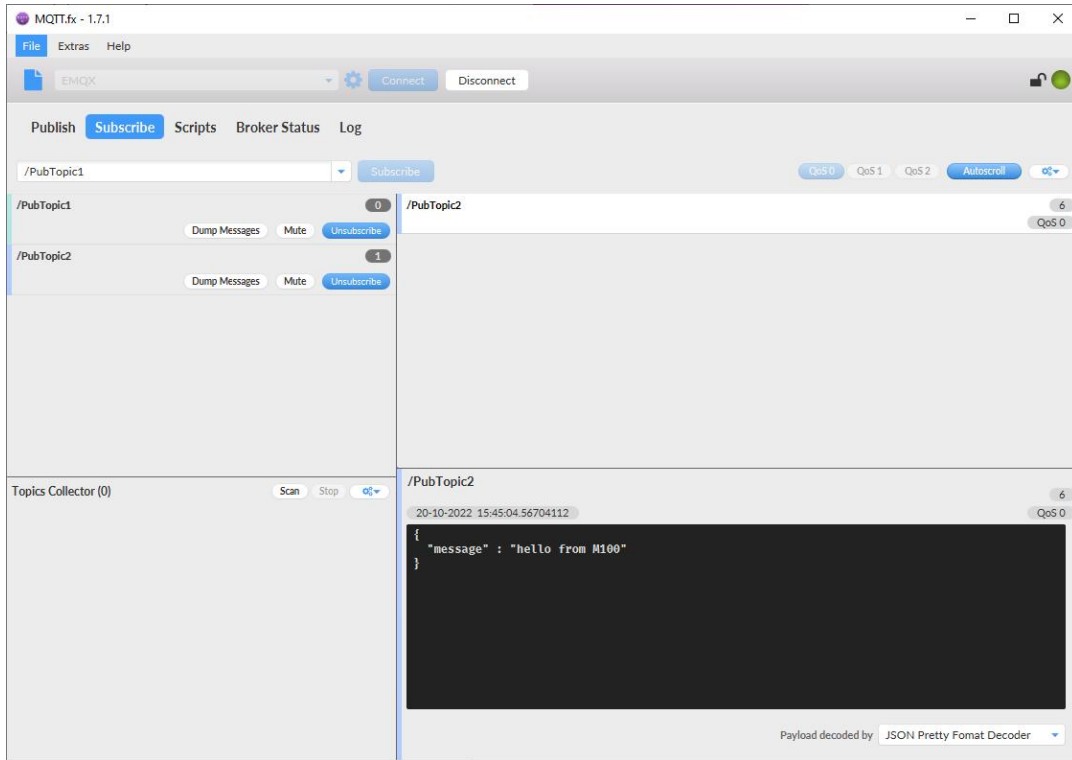 MQTT.fx - 1.7.1
File Extras Help
EMQX Connect Disconnect
Publish Subscribe Scripts Broker Status Log
/PubTopic1 Subscribe QoS 0 QoS 1 QoS 2 Autoscroll
/PubTopic1 0
Dump Messages Mute Unsubscribe
/PubTopic2 1
Dump Messages Mute Unsubscribe
/PubTopic2 6
QoS 0
Topics Collector (0) Scan Stop
/PubTopic2
6
20-10-2022 15:45:04.56704112 QoS 0
{
"message" : "hello from M100"
}
Payload decoded by JSON Pretty Fomat Decoder